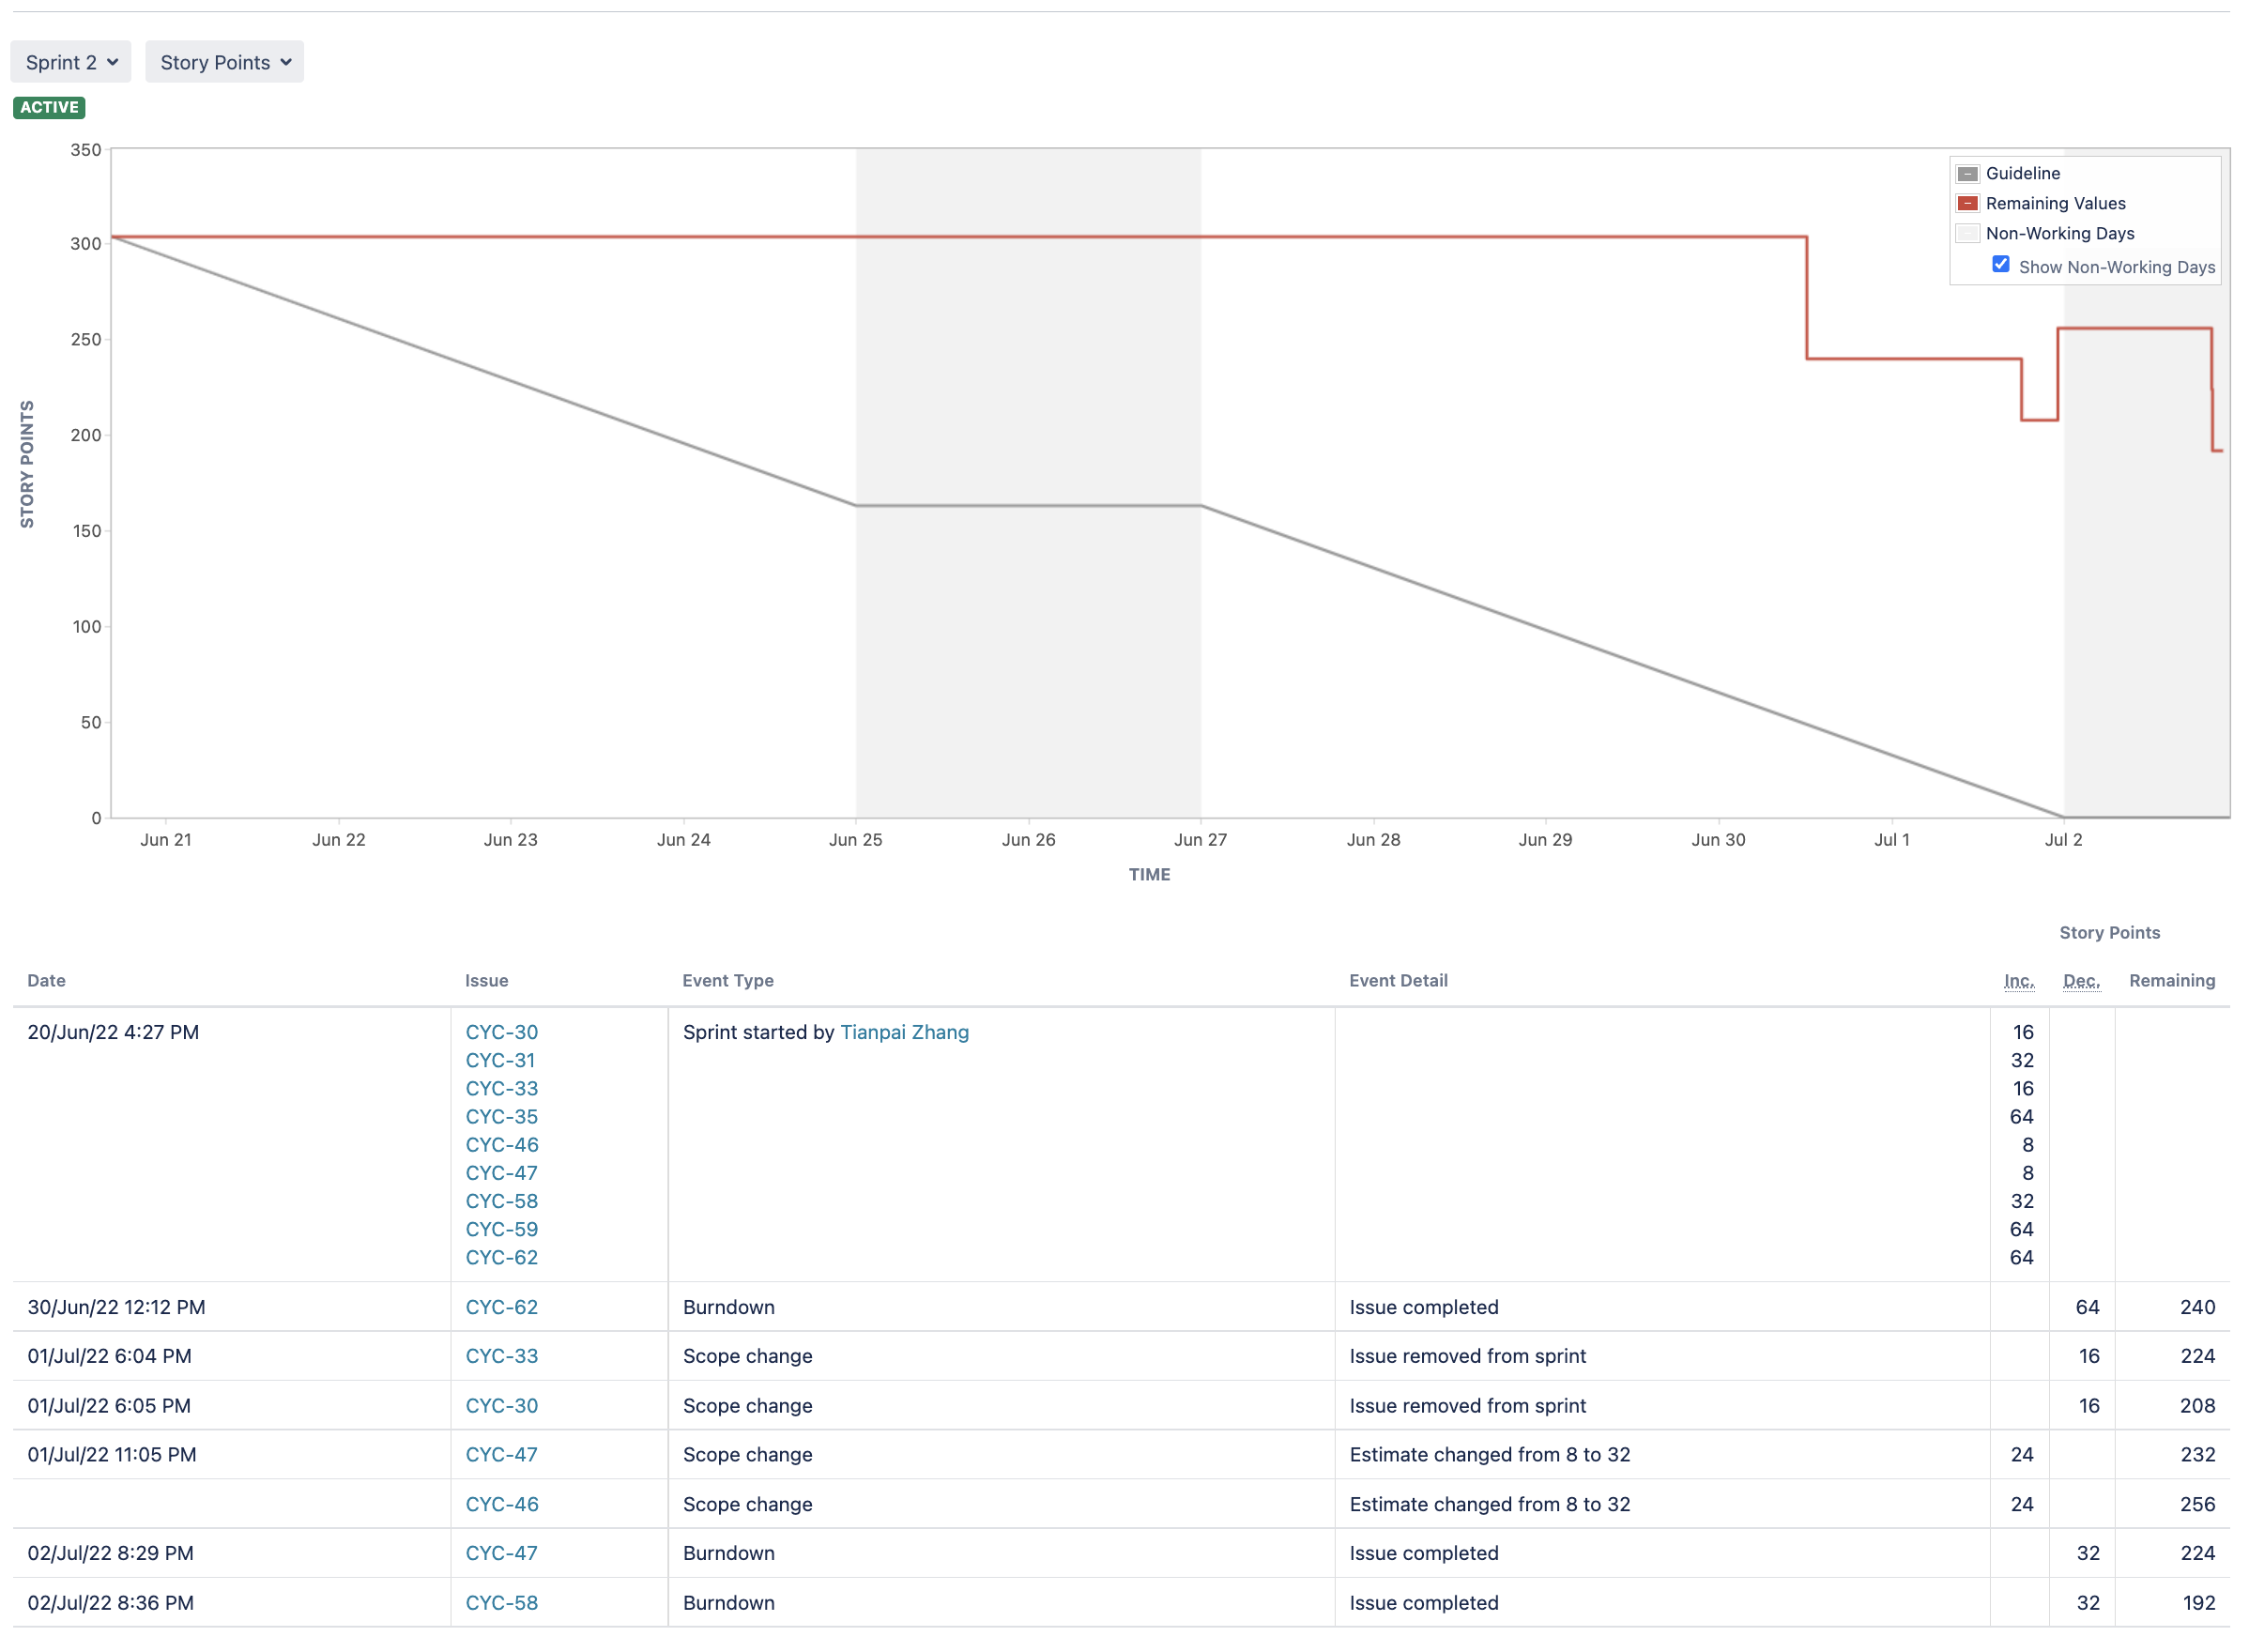 Sprint 2 Story Points
ACTIVE
350
300
250
200
150
100
50
0
STORY POINTS
Guideline
Remaining Values
Non-Working Days
Show Non-Working Days
Jun 21 Jun 22 Jun 23 Jun 24 Jun 25 Jun 26 Jun 27 Jun 28 Jun 29 Jun 30 Jul 1 Jul 2
TIME
Story Points
Date Issue Event Type Event Detail Inc. Dec. Remaining
20/Jun/22 4:27 PM CYC-30 Sprint started by Tianpai Zhang 16
CYC-31 32
CYC-33 16
CYC-35 64
CYC-46 8
CYC-47 8
CYC-58 32
CYC-59 64
CYC-62 64
30/Jun/22 12:12 PM CYC-62 Burndown Issue completed 64 240
01/Jul/22 6:04 PM CYC-33 Scope change Issue removed from sprint 16 224
01/Jul/22 6:05 PM CYC-30 Scope change Issue removed from sprint 16 208
01/Jul/22 11:05 PM CYC-47 Scope change Estimate changed from 8 to 32 24 232
CYC-46 Scope change Estimate changed from 8 to 32 24 256
02/Jul/22 8:29 PM CYC-47 Burndown Issue completed 32 224
02/Jul/22 8:36 PM CYC-58 Burndown Issue completed 32 192